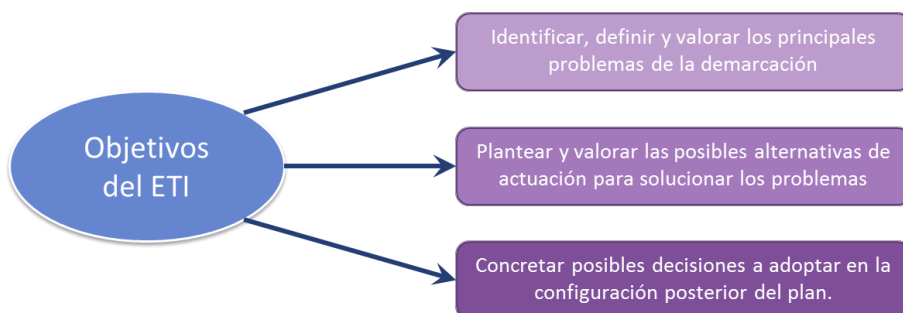 Objetivos
del ETI
Identificar, definir y valorar los principales
problemas de la demarcación
Plantear y valorar las posibles alternativas de
actuación para solucionar los problemas
Concretar posibles decisiones a adoptar en la
configuración posterior del plan.